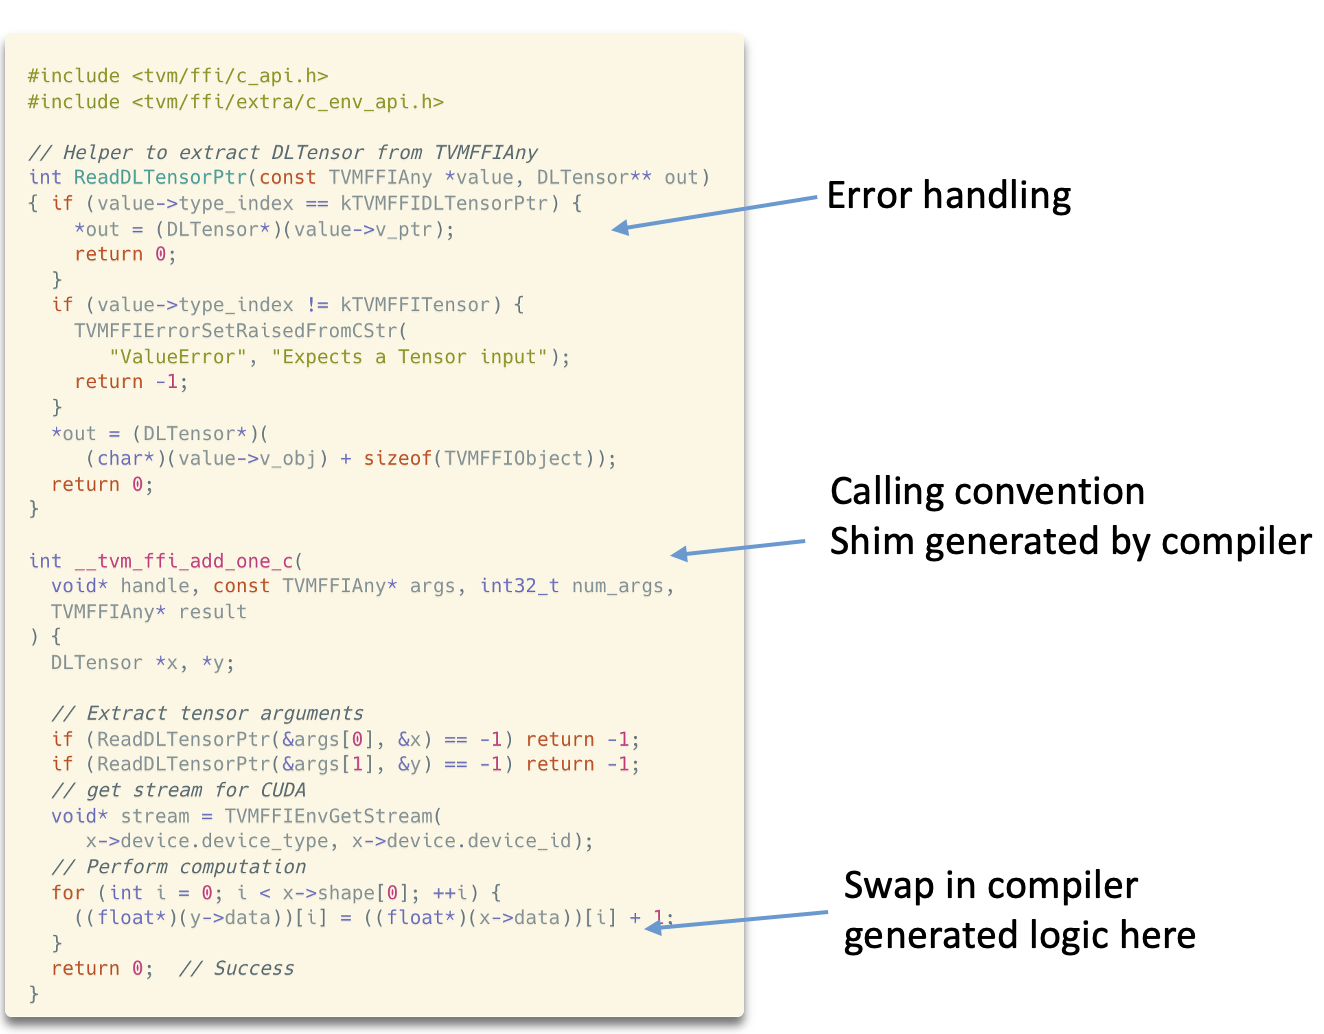 #include <tvm/ffi/c_api.h>
#include <tvm/ffi/extra/c_env_api.h>
// Helper to extract DLTensor from TVMFFIAny
int ReadDLTensorPtr(const TVMFFIAny *value, DLTensor** out)
{ if (value->type_index == kTVMFFIDLTensorPtr) {
    *out = (DLTensor*)(value->v_ptr);
    return 0;
  }
  if (value->type_index != kTVMFFITensor) {
    TVMFFIErrorSetRaisedFromCStr(
       "ValueError", "Expects a Tensor input");
    return -1;
  }
  *out = (DLTensor*)(
     (char*)(value->v_obj) + sizeof(TVMFFIObject));
  return 0;
}
int __tvm_ffi_add_one_c(
  void* handle, const TVMFFIAny* args, int32_t num_args,
  TVMFFIAny* result
) {
  DLTensor *x, *y;
  // Extract tensor arguments
  if (ReadDLTensorPtr(&args[0], &x) == -1) return -1;
  if (ReadDLTensorPtr(&args[1], &y) == -1) return -1;
  // get stream for CUDA
  void* stream = TVMFFIEnvGetStream(
     x->device.device_type, x->device.device_id);
  // Perform computation
  for (int i = 0; i < x->shape[0]; ++i) {
    ((float*)(y->data))[i] = ((float*)(x->data))[i] + 1;
  }
  return 0;  // Success
}
Error handling
Calling convention
Shim generated by compiler
Swap in compiler
generated logic here